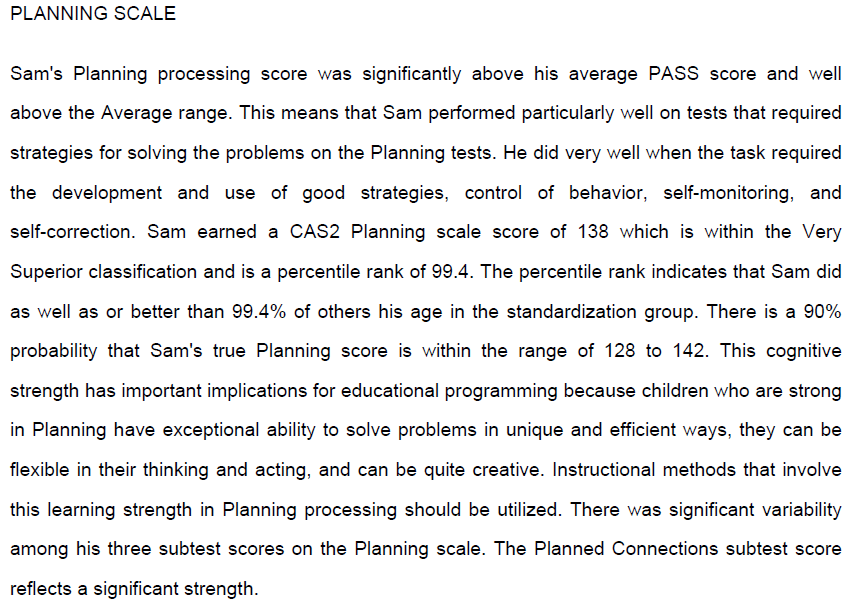 PLANNING SCALE
Sam's Planning processing score was significantly above his average PASS score and well
above the Average range. This means that Sam performed particularly well on tests that required
strategies for solving the problems on the Planning tests. He did very well when the task required
the development and use of good strategies, control of behavior, self-monitoring, and
self-correction. Sam earned a CAS2 Planning scale score of 138 which is within the Very
Superior classification and is a percentile rank of 99.4. The percentile rank indicates that Sam did
as well as or better than 99.4% of others his age in the standardization group. There is a 90%
probability that Sam's true Planning score is within the range of 128 to 142. This cognitive
strength has important implications for educational programming because children who are strong
in Planning have exceptional ability to solve problems in unique and efficient ways, they can be
flexible in their thinking and acting, and can be quite creative. Instructional methods that involve
this learning strength in Planning processing should be utilized. There was significant variability
among his three subtest scores on the Planning scale. The Planned Connections subtest score
reflects a significant strength.